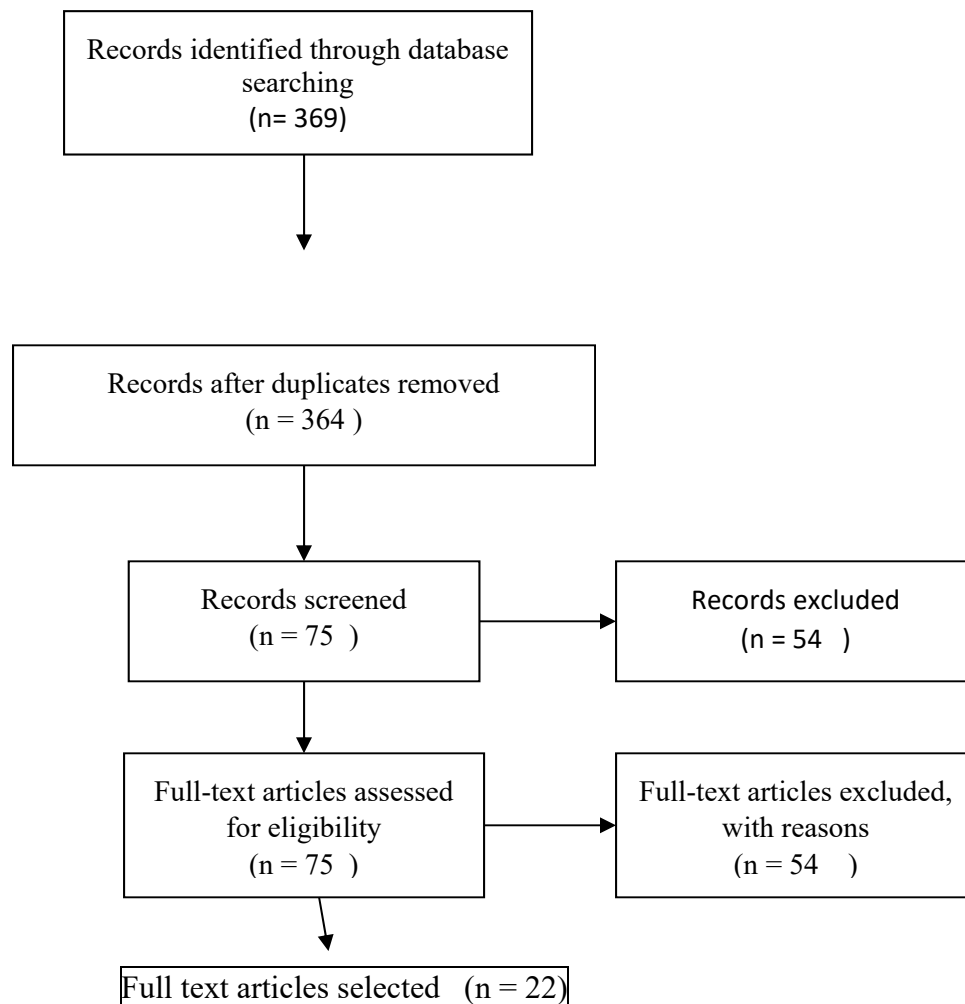 Records identified through database
searching
(n= 369)
Records after duplicates removed
(n = 364 )
Records screened
(n = 75 )
Records excluded
(n = 54 )
Full-text articles assessed
for eligibility
(n = 75 )
Full-text articles excluded,
with reasons
(n = 54 )
Full text articles selected (n = 22)